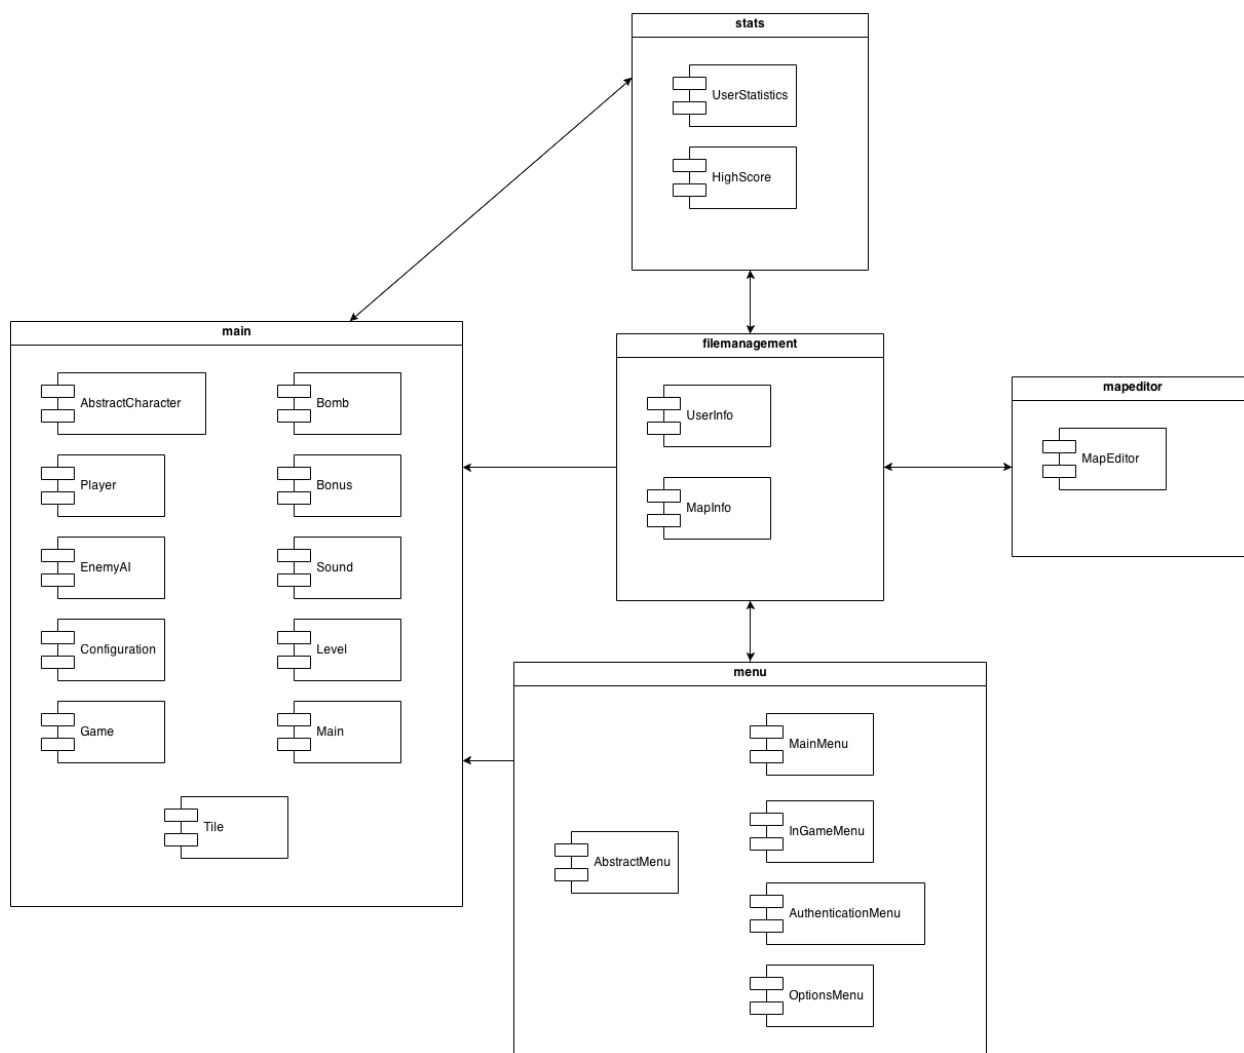 stats
UserStatistics
HighScore
main
AbstractCharacter
Bomb
Player
Bonus
EnemyAI
Sound
Configuration
Level
Game
Main
Tile
filemanagement
UserInfo
MapInfo
mapeditor
MapEditor
menu
MainMenu
InGameMenu
AbstractMenu
AuthenticationMenu
OptionsMenu